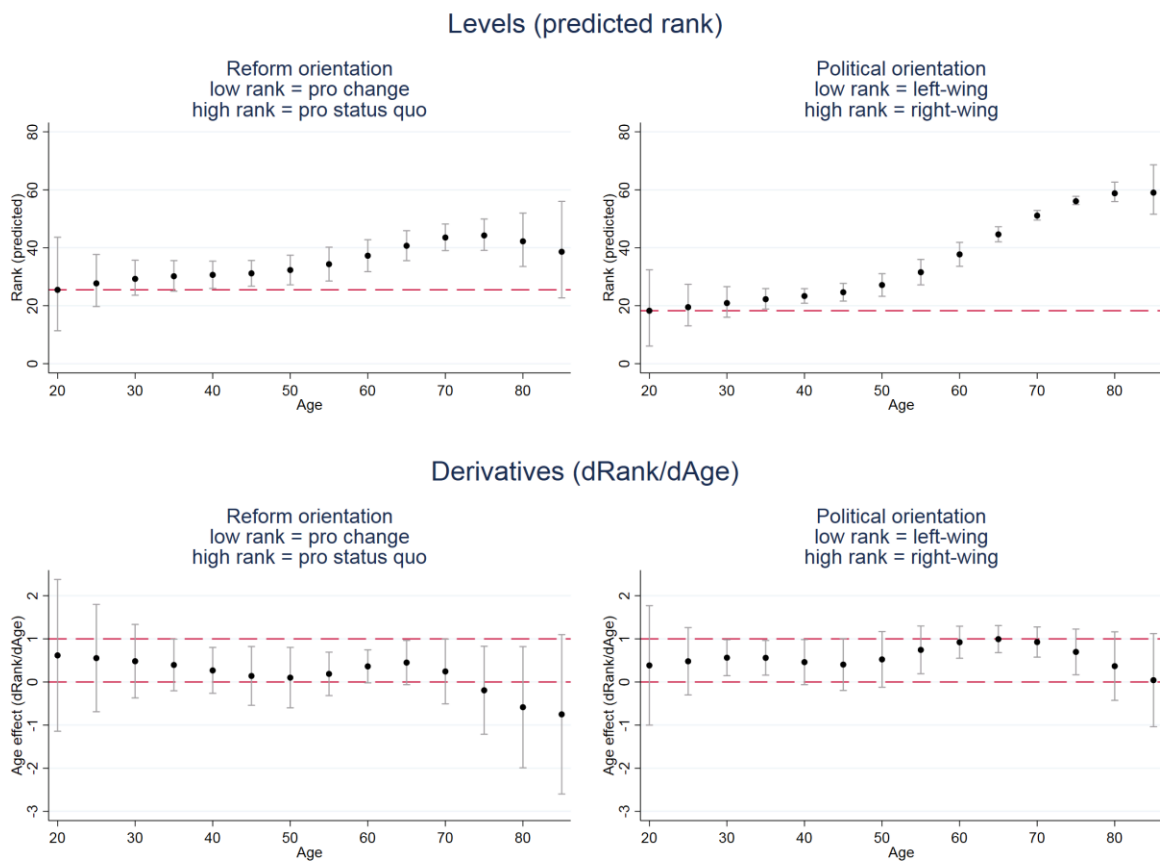 Levels (predicted rank)
Reform orientation
low rank = pro change
high rank = pro status quo
Rank (predicted)
80
60
40
20
0
20 30 40 50 60 70 80
Age
Political orientation
low rank = left-wing
high rank = right-wing
Rank (predicted)
80
60
40
20
0
20 30 40 50 60 70 80
Age
Derivatives (dRank/dAge)
Reform orientation
low rank = pro change
high rank = pro status quo
Age effect (dRank/dAge)
2
1
0
-1
-2
-3
20 30 40 50 60 70 80
Age
Political orientation
low rank = left-wing
high rank = right-wing
Age effect (dRank/dAge)
2
1
0
-1
-2
-3
20 30 40 50 60 70 80
Age